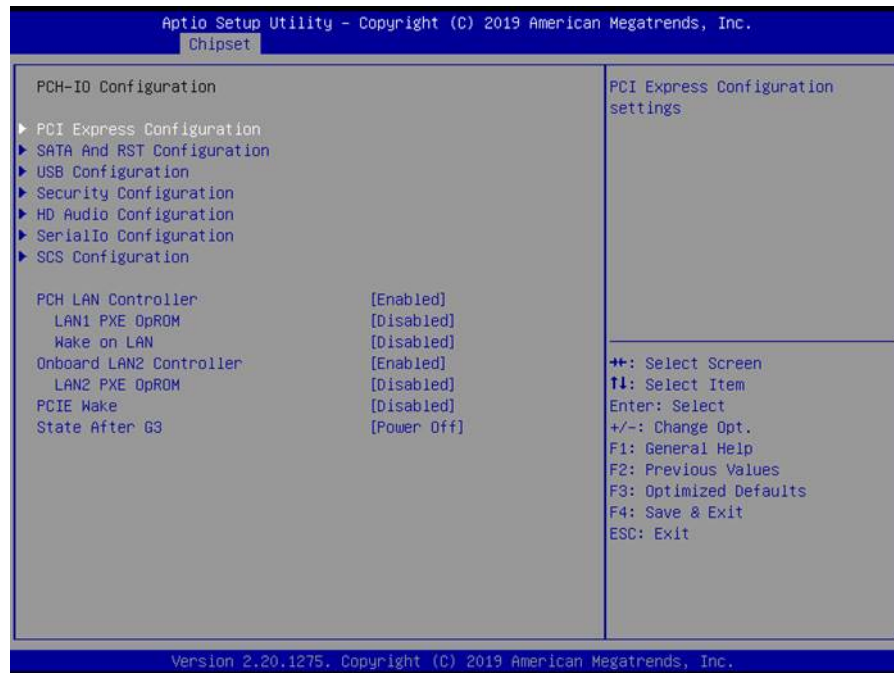 Aptio Setup Utility – Copyright (C) 2019 American Megatrends, Inc.
Chipset
PCH-IO Configuration
PCI Express Configuration
SATA And RST Configuration
USB Configuration
Security Configuration
HD Audio Configuration
SerialIo Configuration
SCS Configuration
PCH LAN Controller [Enabled]
LAN1 PXE OpROM [Disabled]
Wake on LAN [Disabled]
Onboard LAN2 Controller [Enabled]
LAN2 PXE OpROM [Disabled]
PCIE Wake [Disabled]
State After G3 [Power Off]
PCI Express Configuration
settings
→←: Select Screen
↑↓: Select Item
Enter: Select
+/-: Change Opt.
F1: General Help
F2: Previous Values
F3: Optimized Defaults
F4: Save & Exit
ESC: Exit
Version 2.20.1275. Copyright (C) 2019 American Megatrends, Inc.